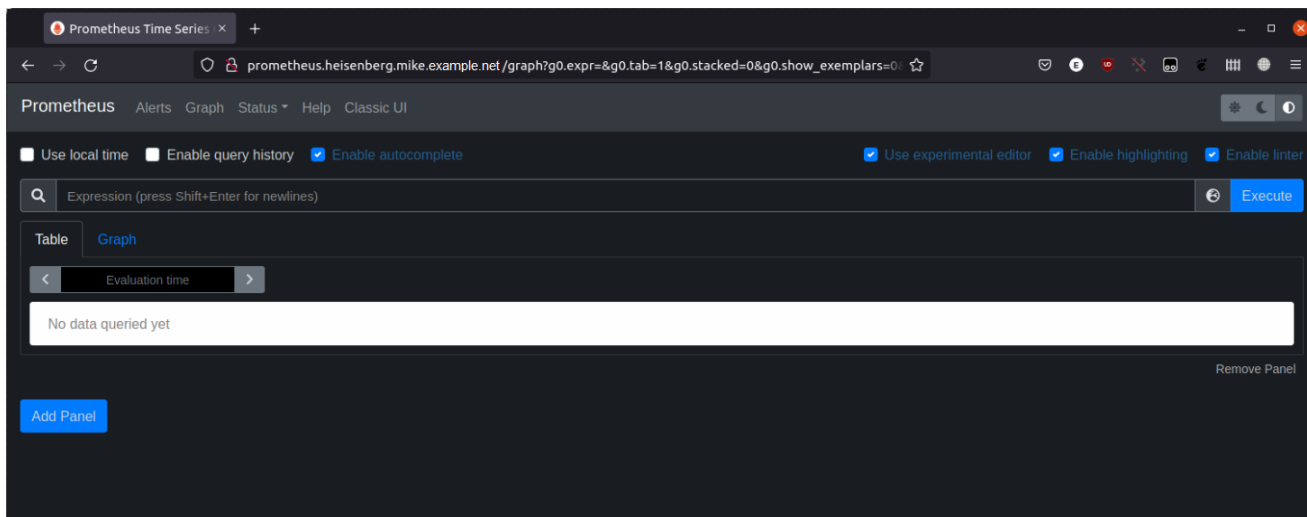 Prometheus Time Series
prometheus.heisenberg.mike.example.net/graph?g0.expr=&g0.tab=1&g0.stacked=0&g0.show_exemplars=0
Prometheus Alerts Graph Status Help Classic UI
Use local time Enable query history Enable autocomplete Use experimental editor Enable highlighting Enable linter
Expression (press Shift+Enter for newlines) Execute
Table Graph
Evaluation time
No data queried yet
Remove Panel
Add Panel